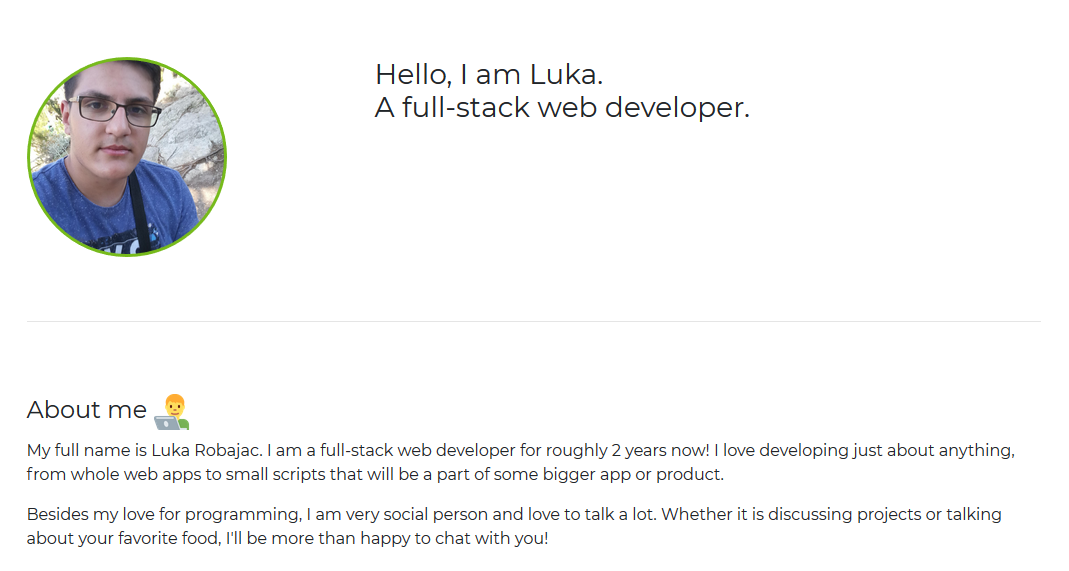 Hello, I am Luka.
A full-stack web developer.
About me
My full name is Luka Robajac. I am a full-stack web developer for roughly 2 years now! I love developing just about anything,
from whole web apps to small scripts that will be a part of some bigger app or product.
Besides my love for programming, I am very social person and love to talk a lot. Whether it is discussing projects or talking
about your favorite food, I'll be more than happy to chat with you!